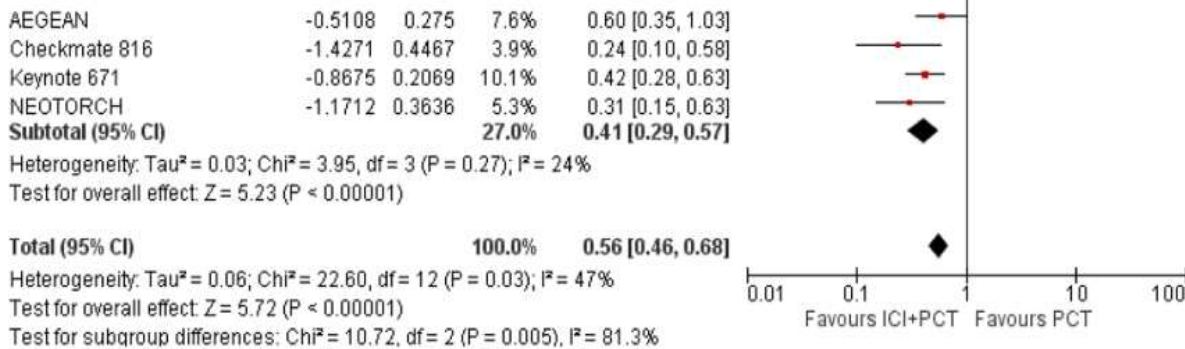 AEGEAN -0.5108 0.275 7.6% 0.60 [0.35, 1.03]
Checkmate 816 -1.4271 0.4467 3.9% 0.24 [0.10, 0.58]
Keynote 671 -0.8675 0.2069 10.1% 0.42 [0.28, 0.63]
NEOTORCH -1.1712 0.3636 5.3% 0.31 [0.15, 0.63]
Subtotal (95% CI) 27.0% 0.41 [0.29, 0.57]
Heterogeneity: Tau² = 0.03; Chi² = 3.95, df = 3 (P = 0.27); I² = 24%
Test for overall effect: Z = 5.23 (P < 0.00001)
Total (95% CI) 100.0% 0.56 [0.46, 0.68]
Heterogeneity: Tau² = 0.06; Chi² = 22.60, df = 12 (P = 0.03); I² = 47%
Test for overall effect: Z = 5.72 (P < 0.00001)
Test for subgroup differences: Chi² = 10.72, df = 2 (P = 0.005), I² = 81.3%
0.01 0.1 1 10 100
Favours ICI+PCT Favours PCT